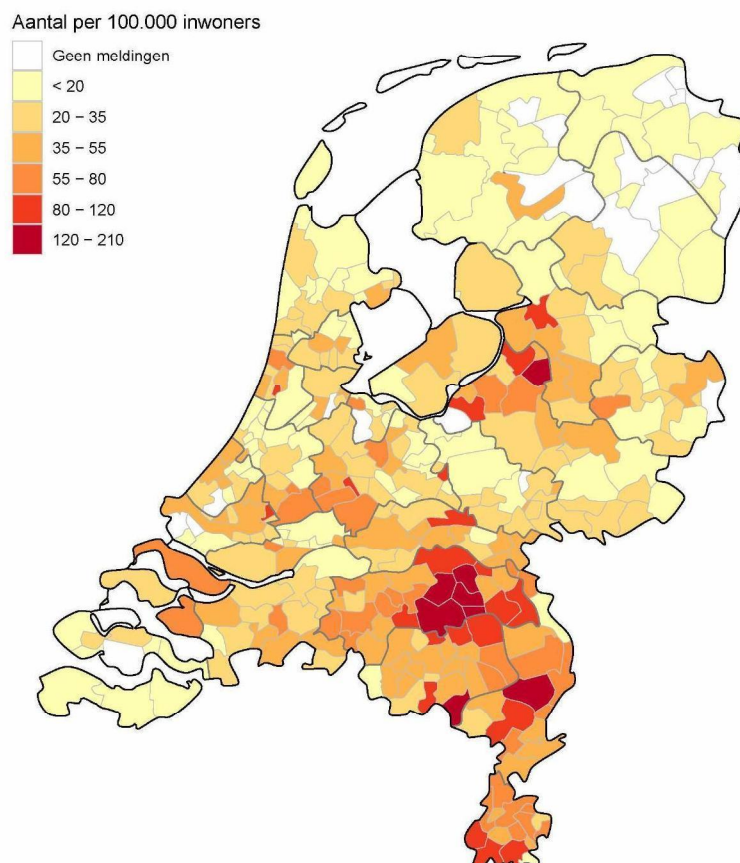 Aantal per 100.000 inwoners
Geen meldingen
< 20
20 – 35
35 – 55
55 – 80
80 – 120
120 – 210